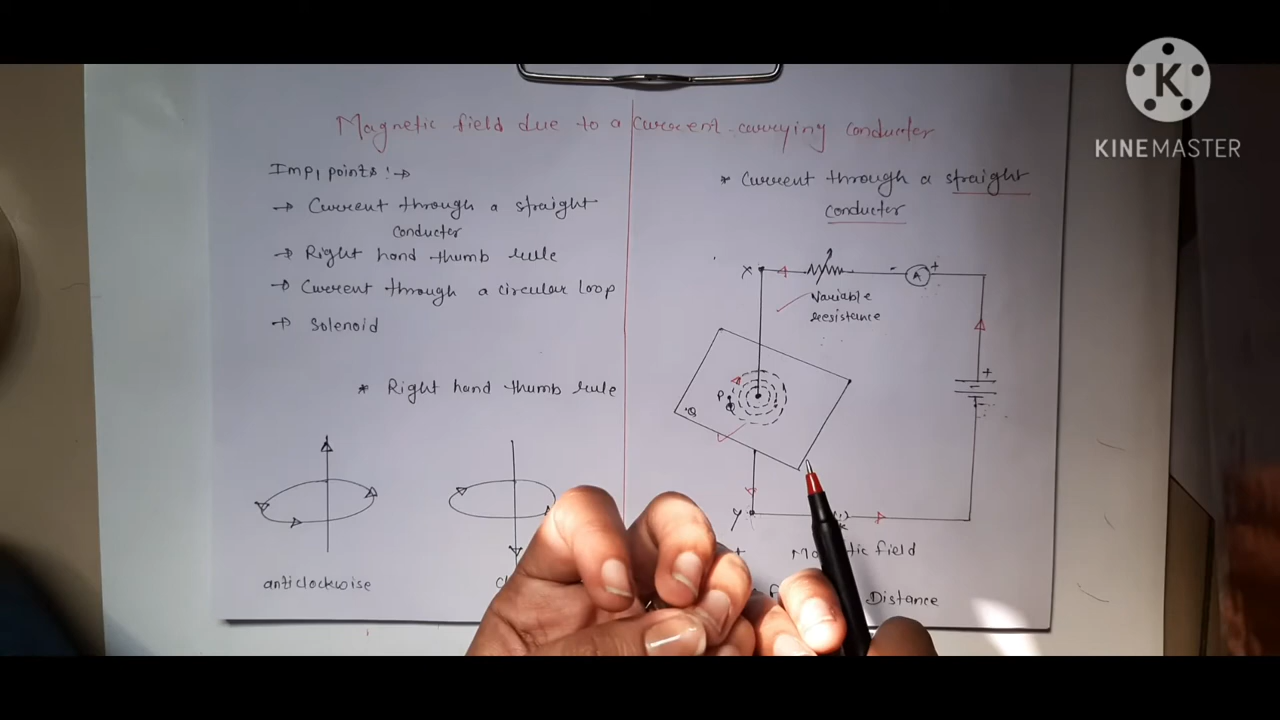 Magnetic field due to a current carrying conductor
Imp, points :→
→ Current through a straight
conductor
→ Right hand thumb rule
→ Current through a circular loop
→ Solenoid
* Right hand thumb rule
anticlockwise
* Current through a straight
conductor
X
- A +
Variable
resistance
+
-
P
Q
Y
field
Distance
K
KINEMASTER